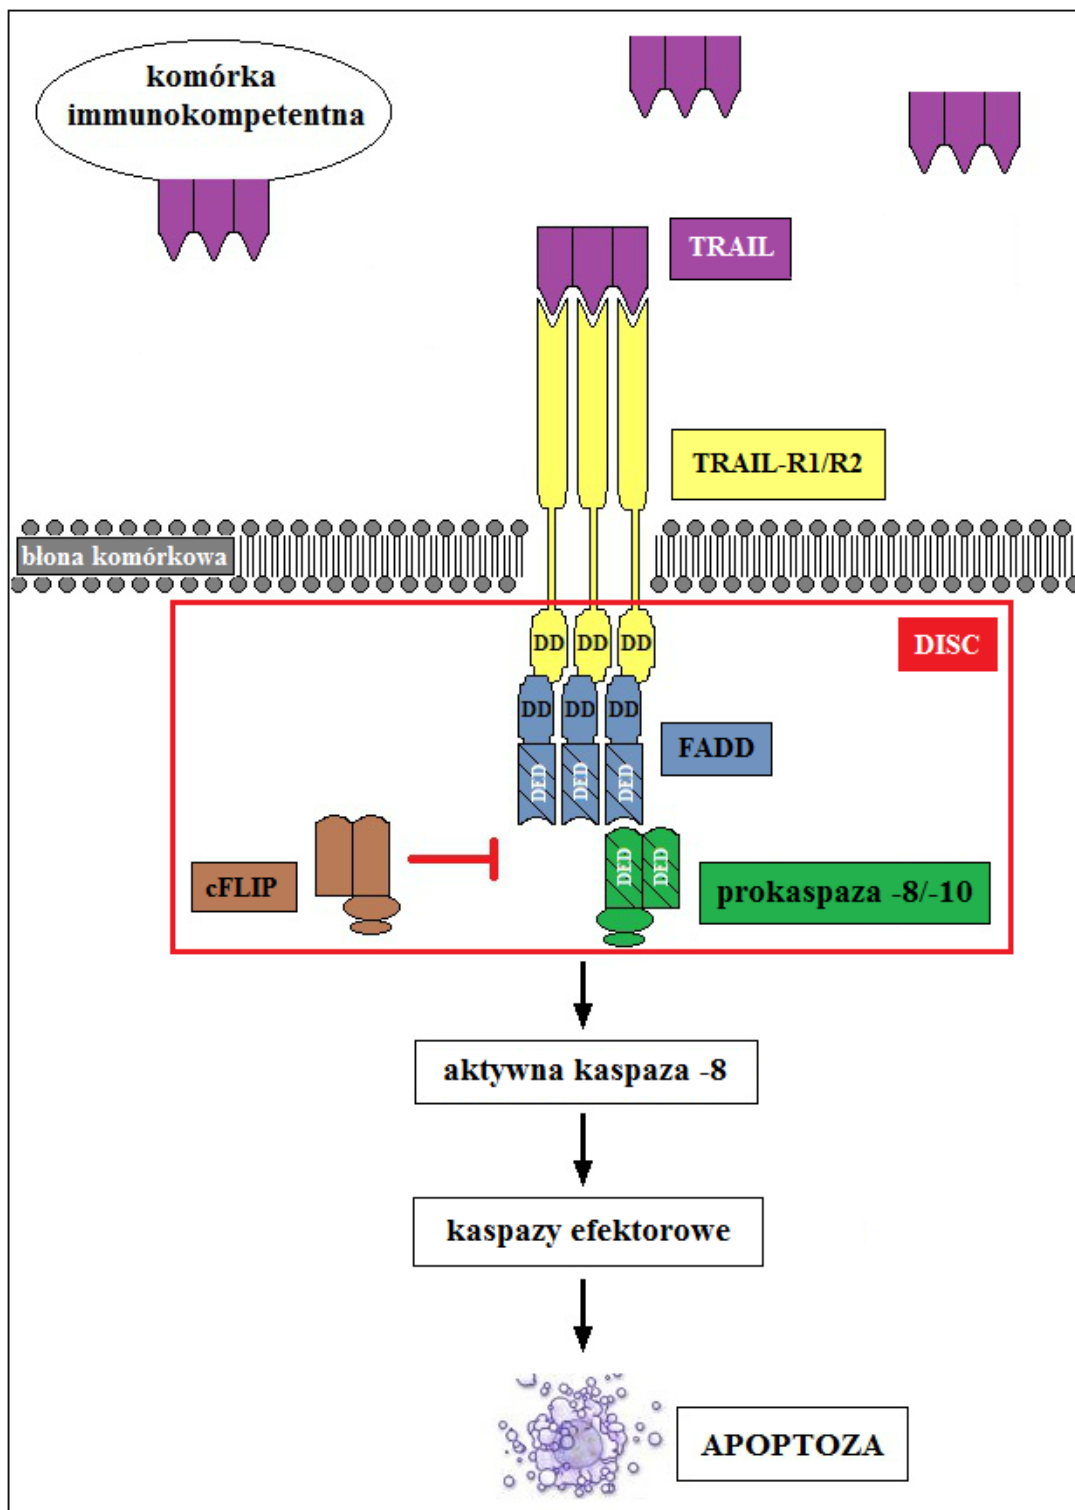 komórka
immunokompetentna
TRAIL
TRAIL-R1/R2
błona komórkowa
DISC
DD DD DD
DD DD DD
FADD
DED DED DED
cFLIP
DED DED
prokaspaza -8/-10
aktywna kaspaza -8
kaspazy efektorowe
APOPTOZA